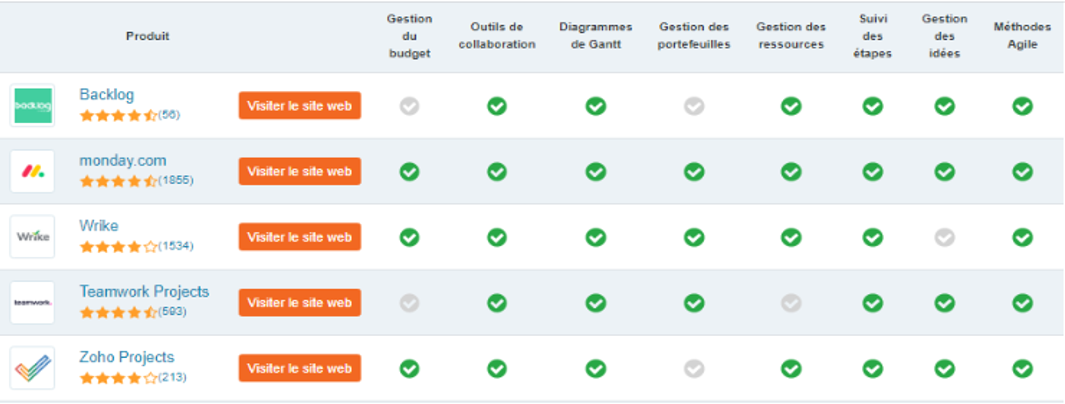 Produit
Gestion du budget
Outils de collaboration
Diagrammes de Gantt
Gestion des portefeuilles
Gestion des ressources
Suivi des étapes
Gestion des idées
Méthodes Agile
backlog
Backlog
(56)
Visiter le site web
monday.com
(1855)
Visiter le site web
Wrike
Wrike
(1534)
Visiter le site web
teamwork.
Teamwork Projects
(593)
Visiter le site web
Zoho Projects
(213)
Visiter le site web